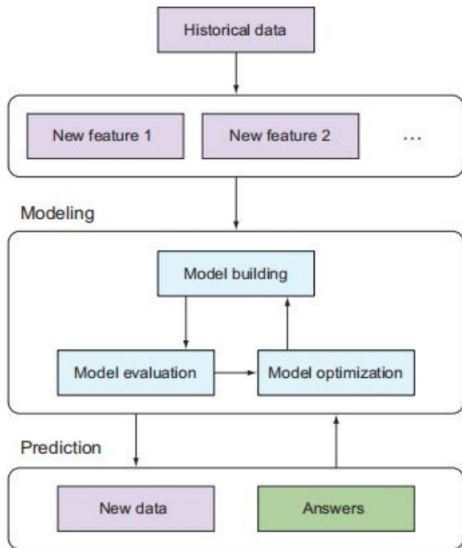 Historical data
New feature 1
New feature 2
...
Modeling
Model building
Model evaluation
Model optimization
Prediction
New data
Answers